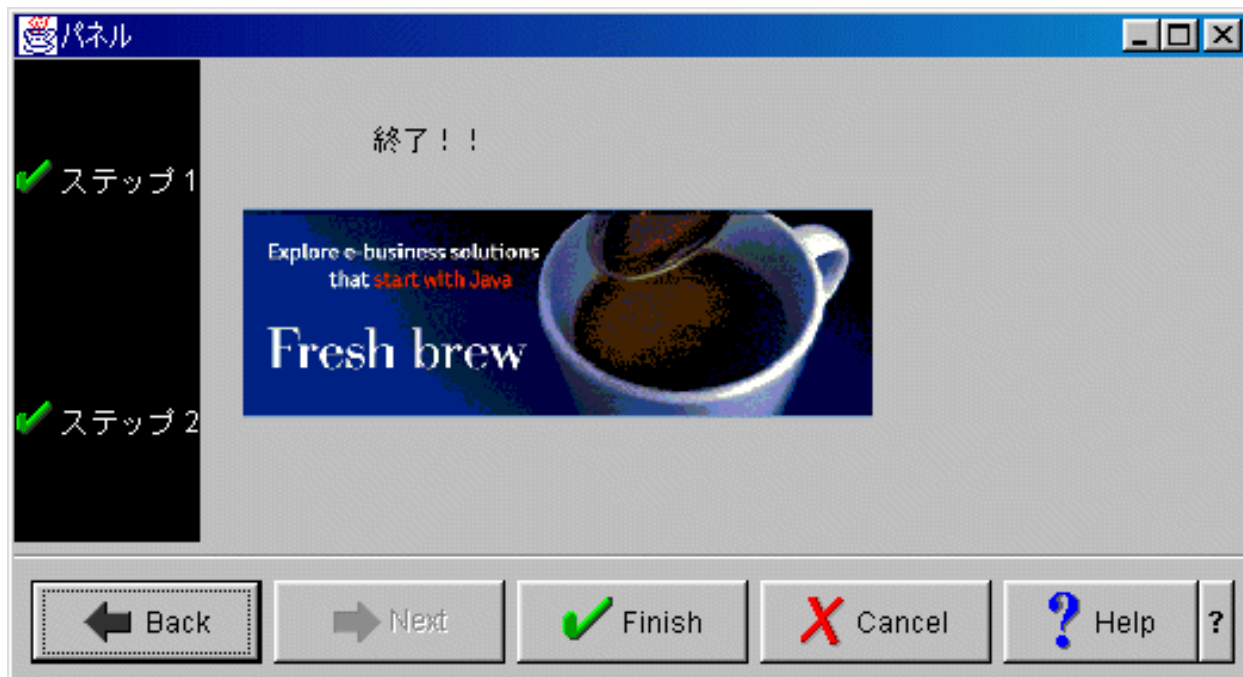 パネル
終了！！
ステップ１
Explore e-business solutions
that start with Java
Fresh brew
ステップ２
Back
Next
Finish
Cancel
Help
?